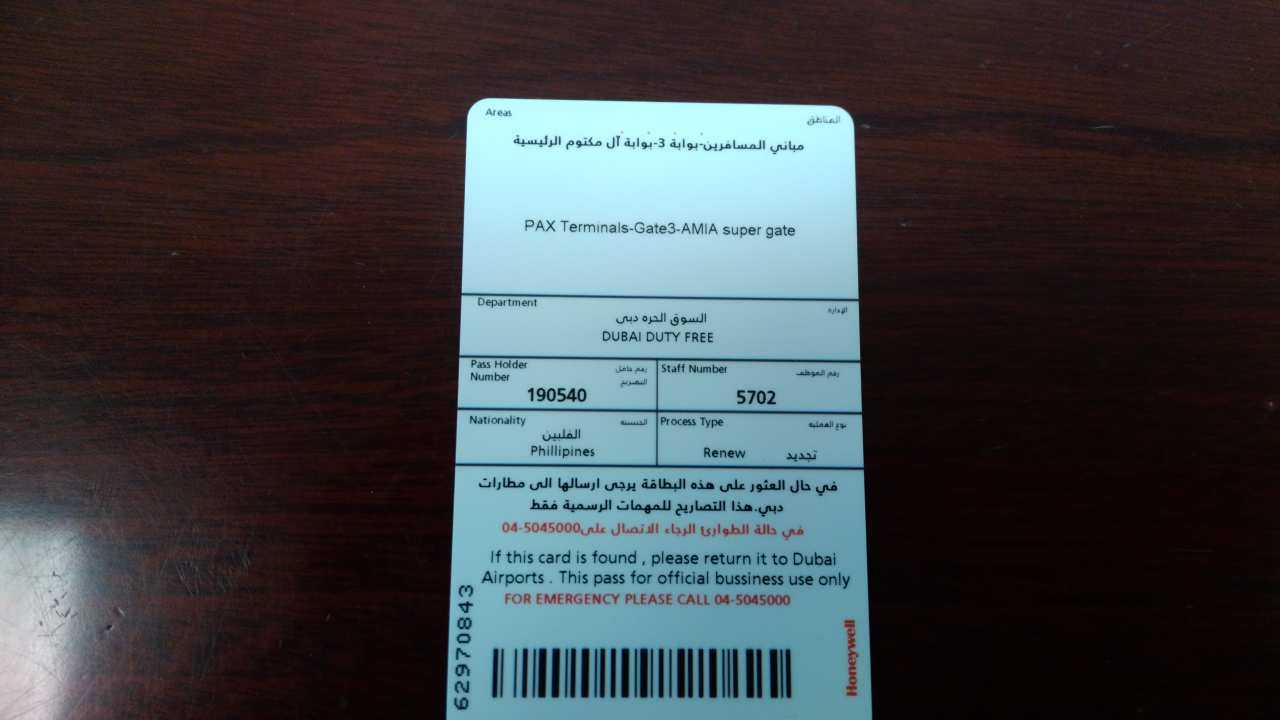 Areas المناطق
مباني المسافرين-بوابة 3-بوابة آل مكتوم الرئيسية
PAX Terminals-Gate3-AMIA super gate
Department الإدارة
السوق الحره دبى
DUBAI DUTY FREE
Pass Holder Number رقم حامل التصريح
190540
Staff Number رقم الموظف
5702
Nationality الجنسية
الفلبين
Phillipines
Process Type نوع العملية
Renew تجديد
في حال العثور على هذه البطاقة يرجى ارسالها الى مطارات
دبي.هذا التصاريح للمهمات الرسمية فقط
في حالة الطوارئ الرجاء الاتصال على04-5045000
If this card is found , please return it to Dubai
Airports . This pass for official bussiness use only
FOR EMERGENCY PLEASE CALL 04-5045000
62970843
Honeywell